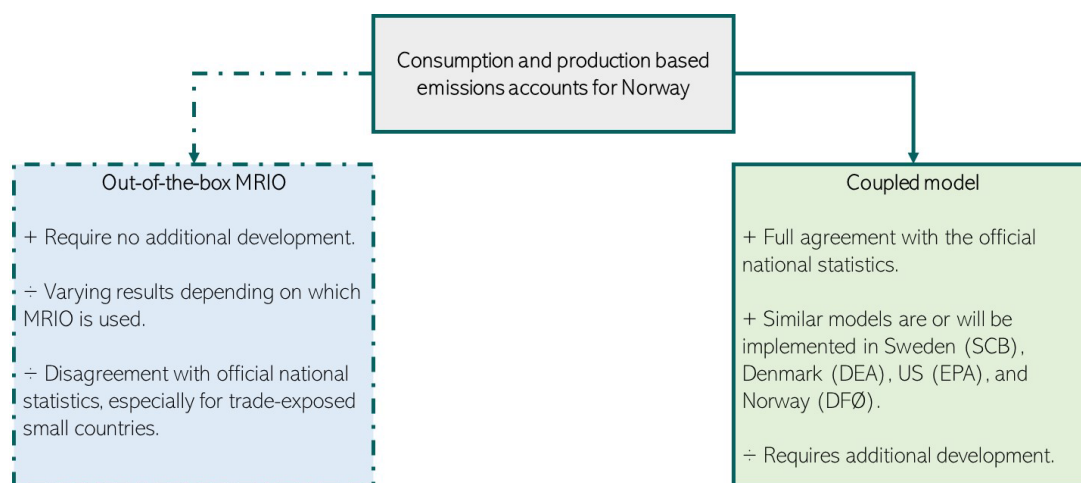 Consumption and production based
emissions accounts for Norway
Out-of-the-box MRIO
+ Require no additional development.
÷ Varying results depending on which
MRIO is used.
÷ Disagreement with official national
statistics, especially for trade-exposed
small countries.
Coupled model
+ Full agreement with the official
national statistics.
+ Similar models are or will be
implemented in Sweden (SCB),
Denmark (DEA), US (EPA), and
Norway (DFØ).
÷ Requires additional development.